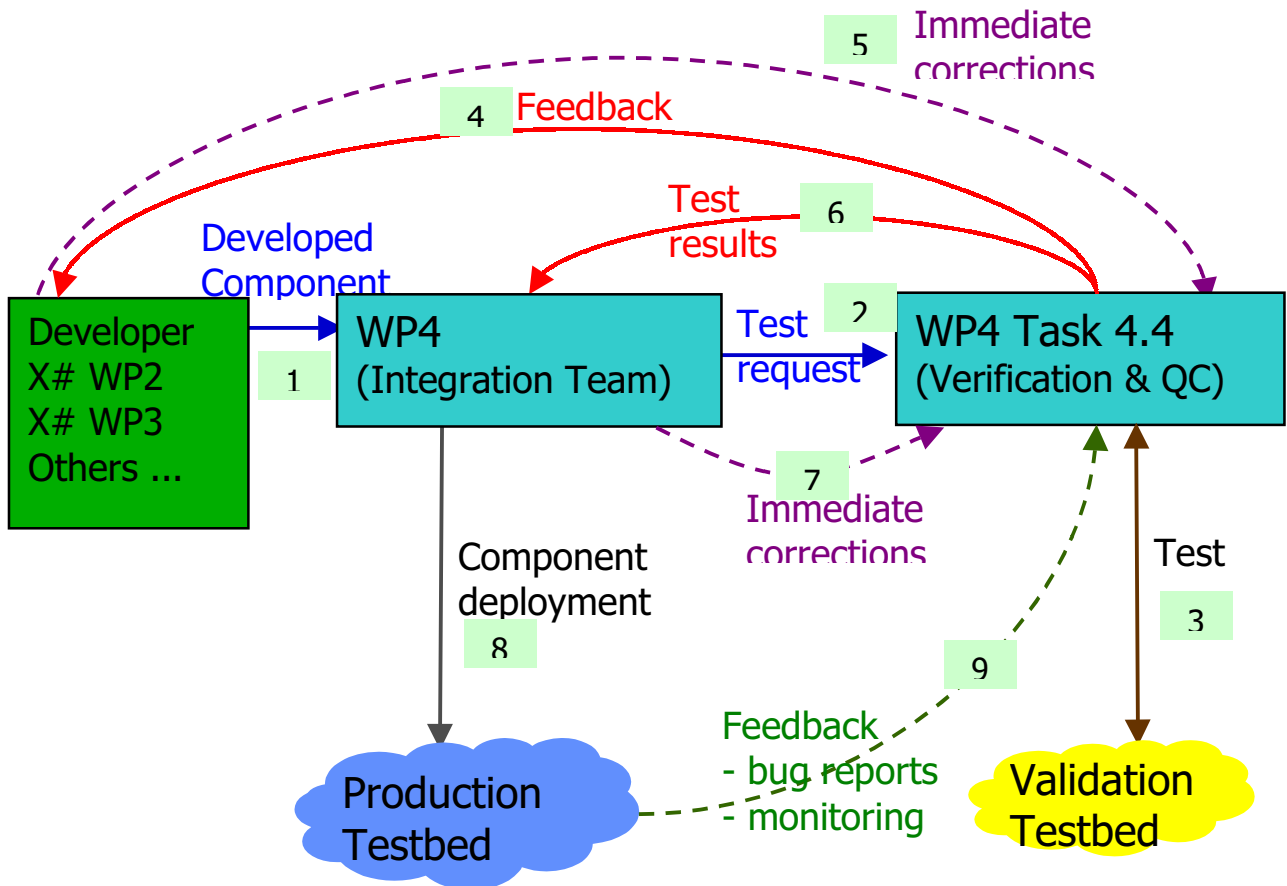 5
Immediate
corrections
4
Feedback
Test
results
6
Developed
Component
Developer
X# WP2
X# WP3
Others ...
1
WP4
(Integration Team)
Test
request
2
WP4 Task 4.4
(Verification & QC)
7
Immediate
corrections
Component
deployment
8
Test
3
9
Feedback
- bug reports
- monitoring
Production
Testbed
Validation
Testbed